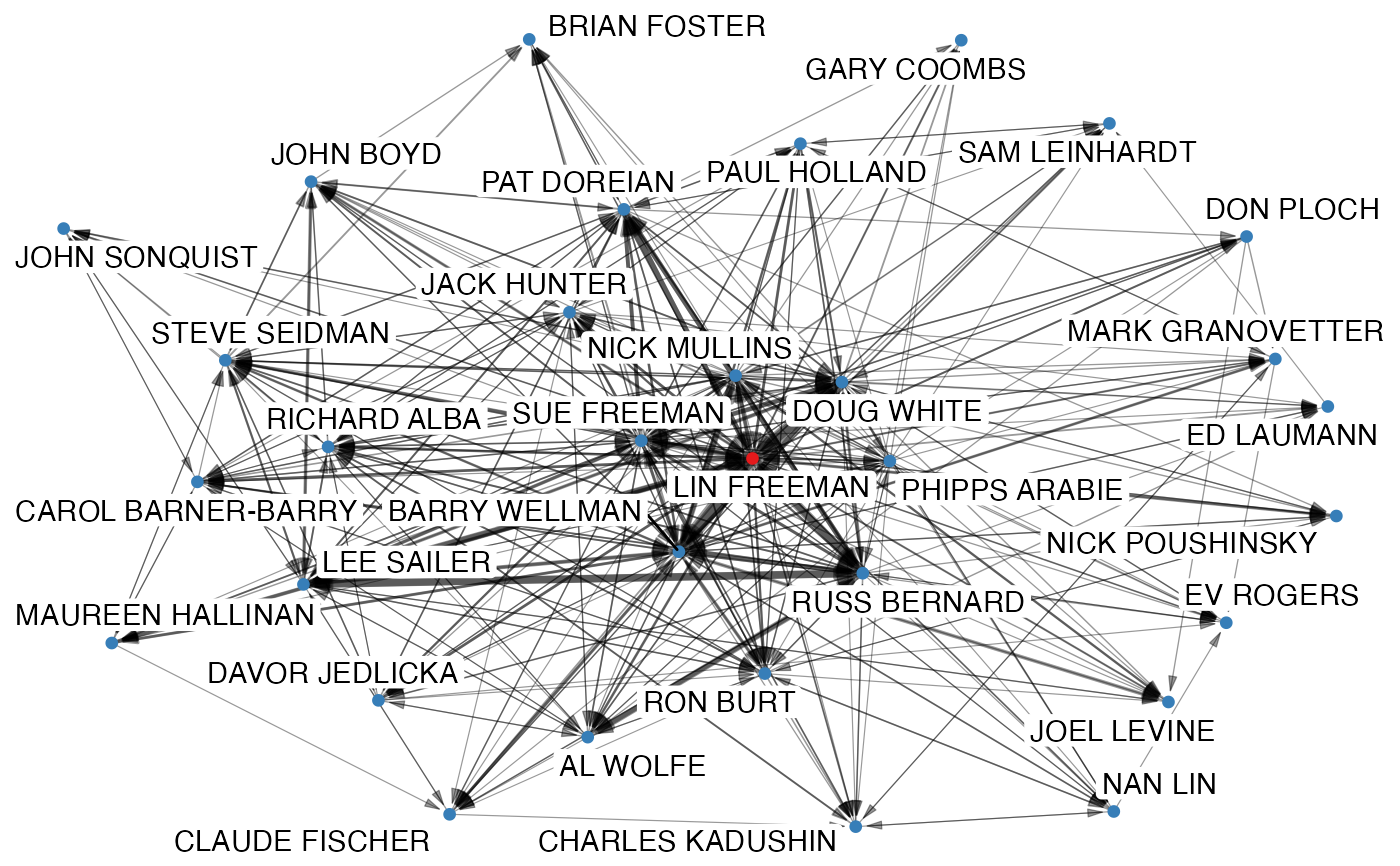 BRIAN FOSTER
GARY COOMBS
JOHN BOYD
SAM LEINHARDT
PAUL HOLLAND
PAT DOREIAN
DON PLOCH
JOHN SONQUIST
JACK HUNTER
STEVE SEIDMAN
MARK GRANOVETTER
NICK MULLINS
RICHARD ALBA
SUE FREEMAN
DOUG WHITE
ED LAUMANN
LIN FREEMAN
PHIPPS ARABIE
CAROL BARNER-BARRY
BARRY WELLMAN
NICK POUSHINSKY
LEE SAILER
EV ROGERS
RUSS BERNARD
MAUREEN HALLINAN
DAVOR JEDLICKA
RON BURT
JOEL LEVINE
AL WOLFE
NAN LIN
CLAUDE FISCHER
CHARLES KADUSHIN